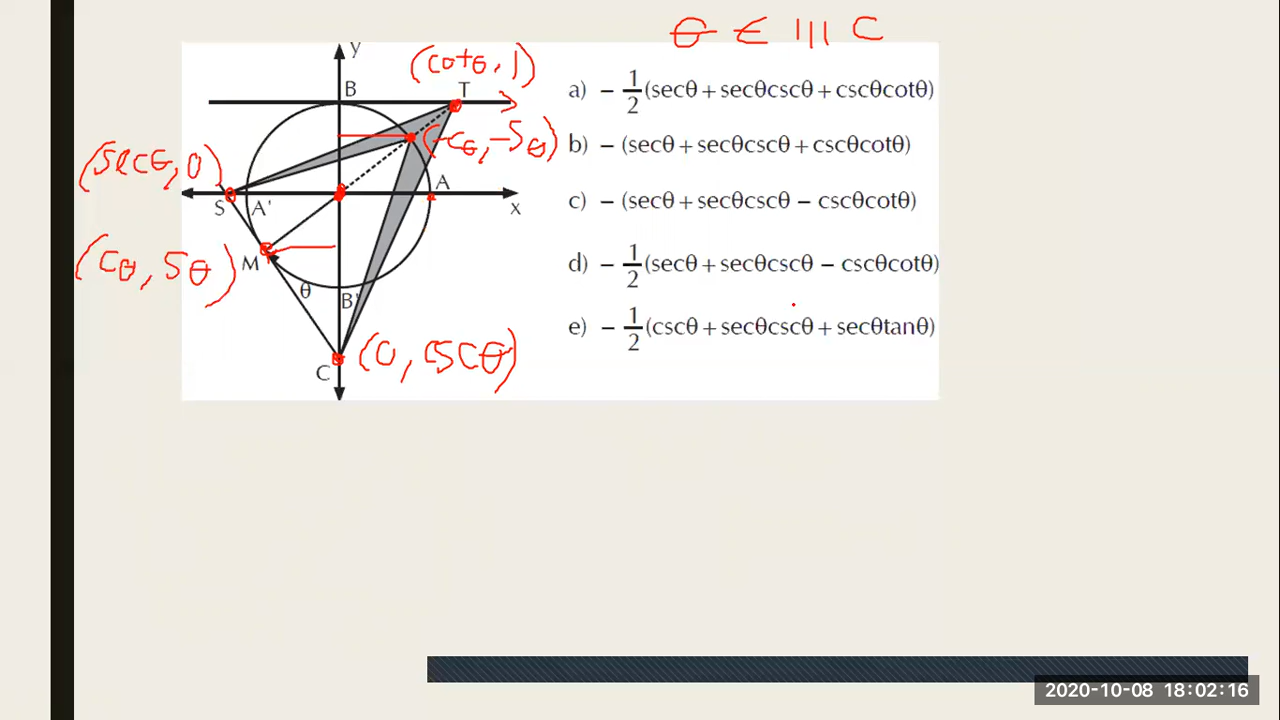 θ ∈ III C
y
(cotθ, 1)
B
T
a) − 1/2 (secθ + secθcscθ + cscθcotθ)
(-cθ, -sθ)
b) − (secθ + secθcscθ + cscθcotθ)
(secθ, 0)
S
A'
A
x
c) − (secθ + secθcscθ − cscθcotθ)
(cθ, sθ)
M
θ
B'
d) − 1/2 (secθ + secθcscθ − cscθcotθ)
e) − 1/2 (cscθ + secθcscθ + secθtanθ)
C
(0, cscθ)
2020-10-08 18:02:16